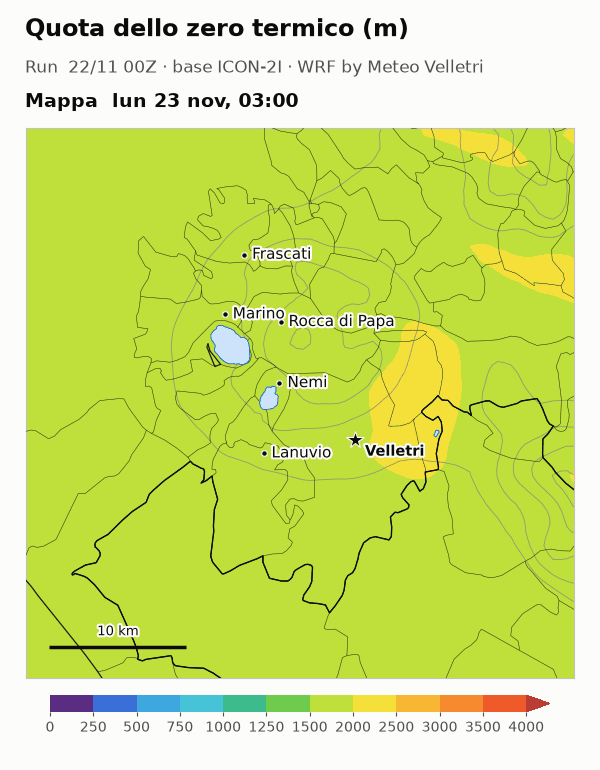 Quota dello zero termico (m)
Run  22/11 00Z · base ICON-2I · WRF by Meteo Velletri
Mappa  lun 23 nov, 03:00
Frascati
Marino
Rocca di Papa
Nemi
Velletri
Lanuvio
10 km
0 250 500 750 1000 1250 1500 2000 2500 3000 3500 4000